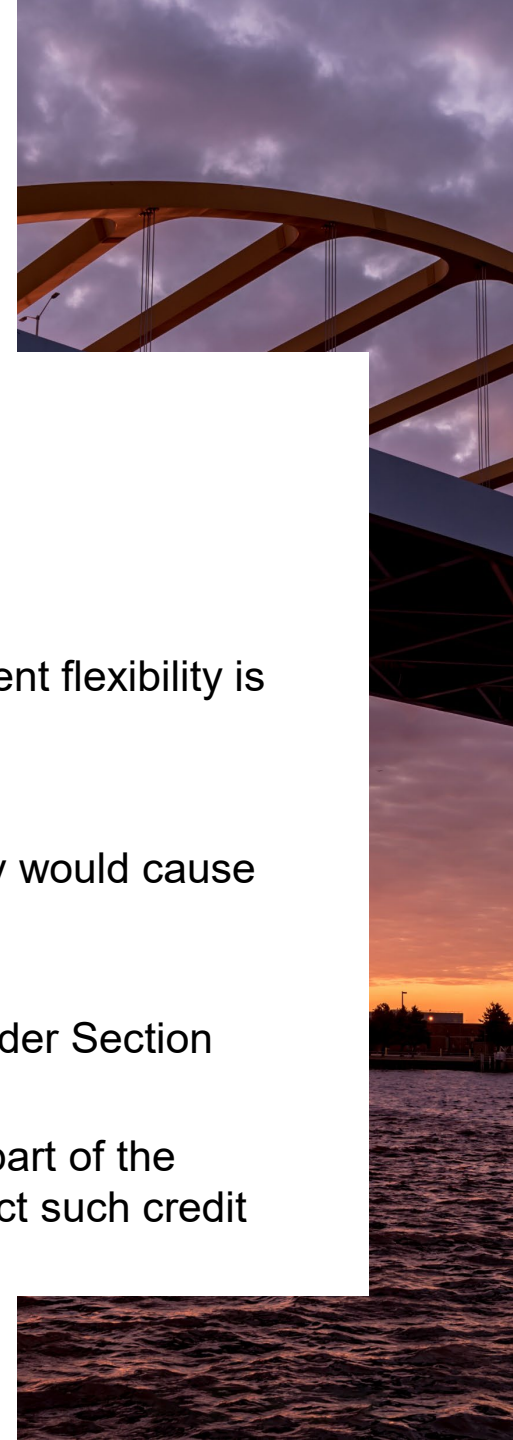 ent flexibility is
would cause
der Section
part of the
ct such credit